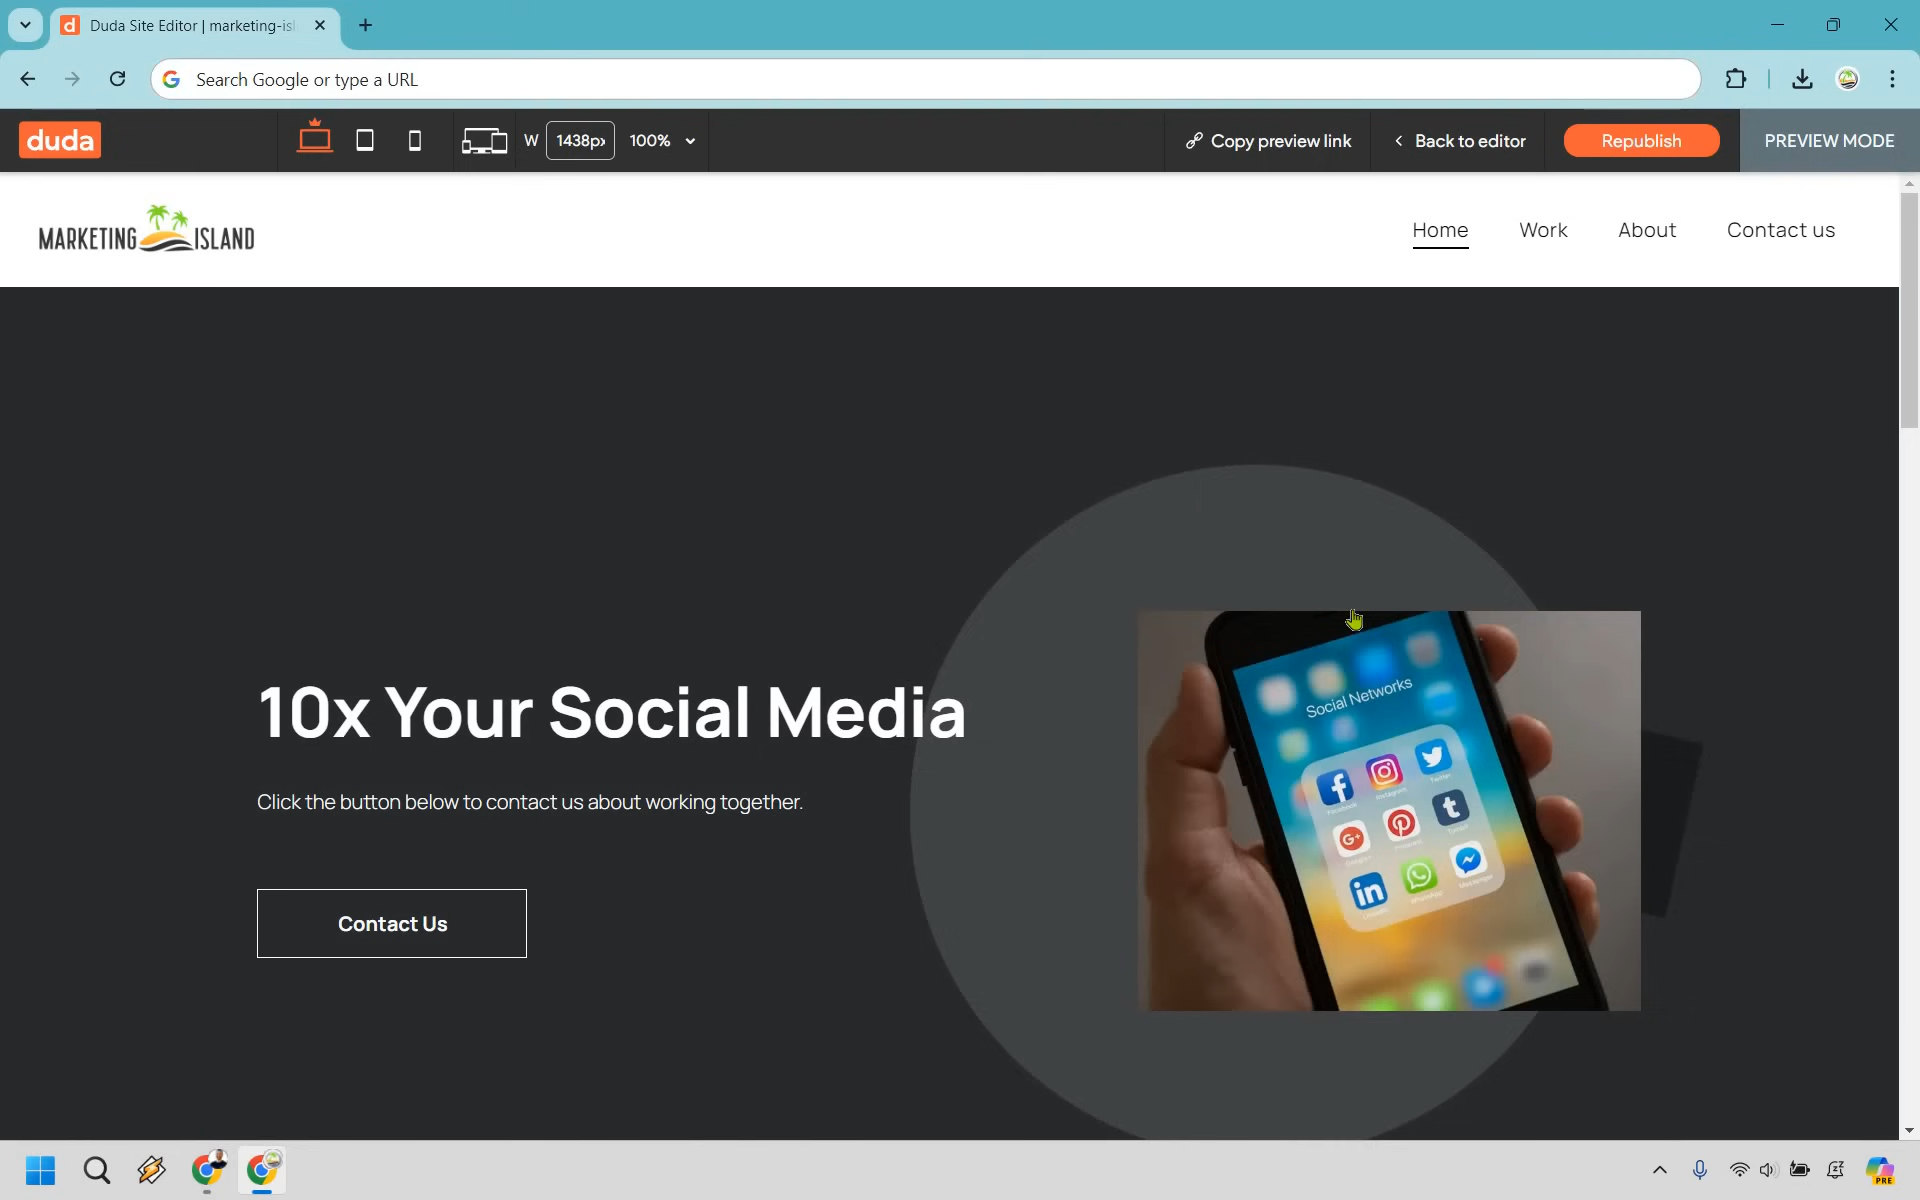 Duda Site Editor | marketing-isl
Search Google or type a URL
duda
W
1438px
100%
Copy preview link
Back to editor
Republish
PREVIEW MODE
MARKETING ISLAND
Home
Work
About
Contact us
10x Your Social Media
Click the button below to contact us about working together.
Contact Us
Social Networks
PRE